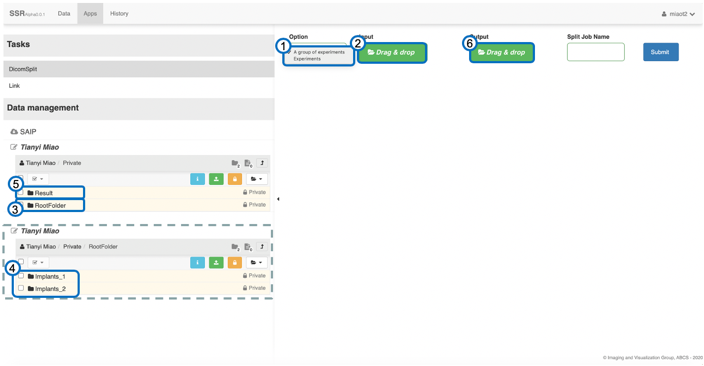 SSR Alpha3.0.1 Data Apps History miaot2
Tasks
DicomSplit
Link
Data management
SAIP
Tianyi Miao
Tianyi Miao / Private
5
Result Private
3
RootFolder Private
Tianyi Miao
Tianyi Miao / Private / RootFolder
4
Implants_1 Private
Implants_2 Private
Option Input Output Split Job Name
1 2 6
A group of experiments
Experiments
Drag & drop Drag & drop Submit
© Imaging and Visualization Group, ABCS - 2020